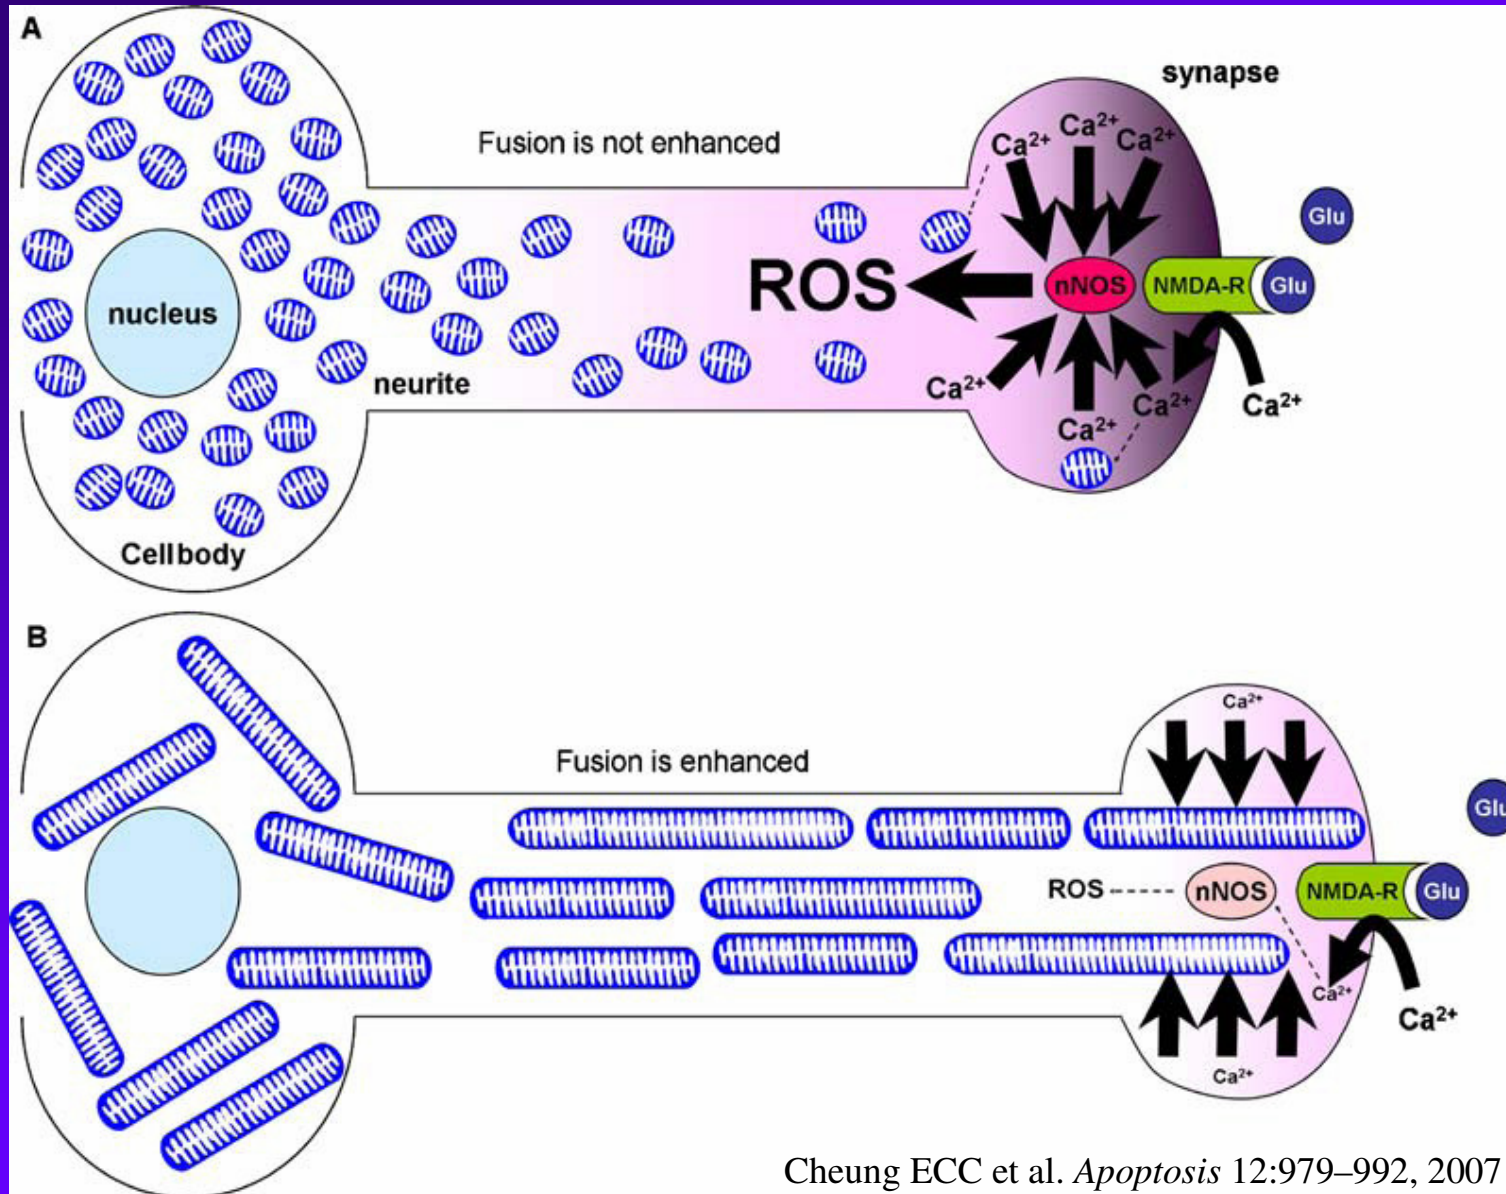 A
synapse
Fusion is not enhanced
Ca²⁺ Ca²⁺ Ca²⁺
Glu
ROS
nNOS
NMDA-R
Glu
nucleus
neurite
Ca²⁺
Ca²⁺
Ca²⁺
Ca²⁺
Cell body
B
Ca²⁺
Fusion is enhanced
Glu
ROS
nNOS
NMDA-R
Glu
Ca²⁺
Ca²⁺
Ca²⁺
Cheung ECC et al. Apoptosis 12:979–992, 2007